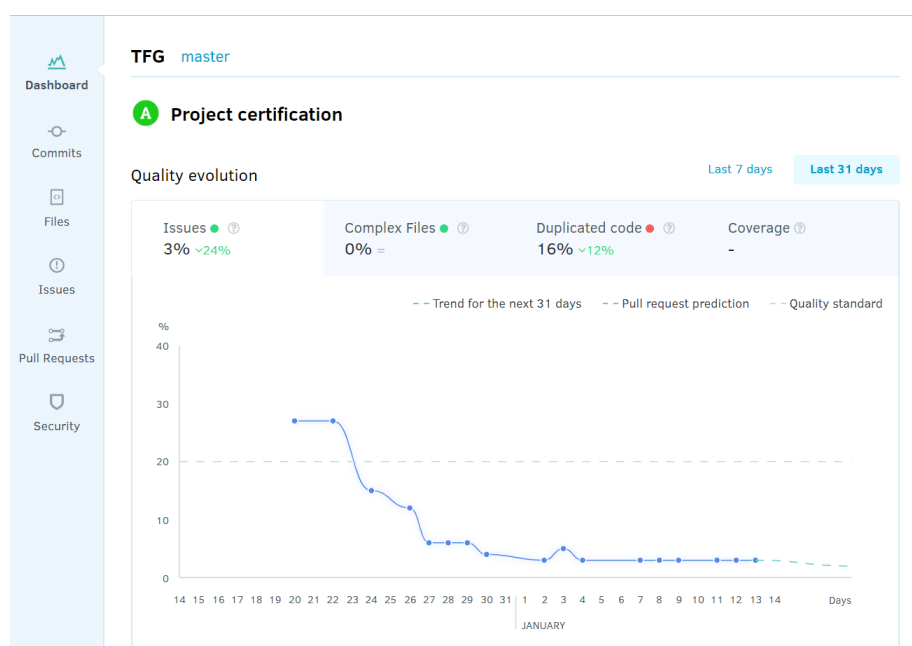 TFG master
Dashboard
A Project certification
Commits
Quality evolution
Last 7 days
Last 31 days
Files
Issues
3% 24%
Complex Files
0% =
Duplicated code
16% 12%
Coverage
-
Issues
Trend for the next 31 days
Pull request prediction
Quality standard
Pull Requests
Security
%
40
30
20
10
0
14 15 16 17 18 19 20 21 22 23 24 25 26 27 28 29 30 31 1 2 3 4 5 6 7 8 9 10 11 12 13 14 Days
JANUARY